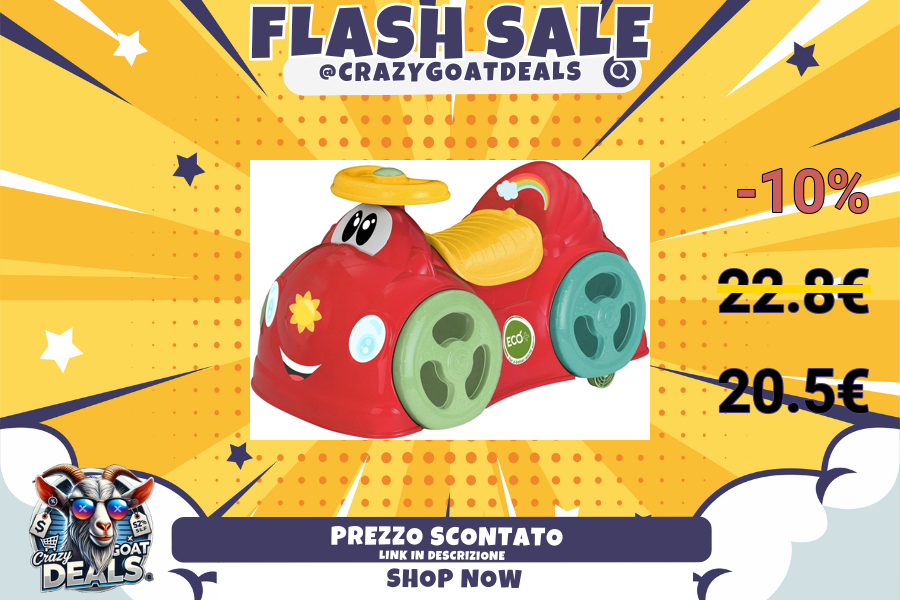 FLASH SALE
@CRAZYGOATDEALS
-10%
22.8€
20.5€
ECO+
$
52%
Crazy
GOAT
DEALS
PREZZO SCONTATO
LINK IN DESCRIZIONE
SHOP NOW